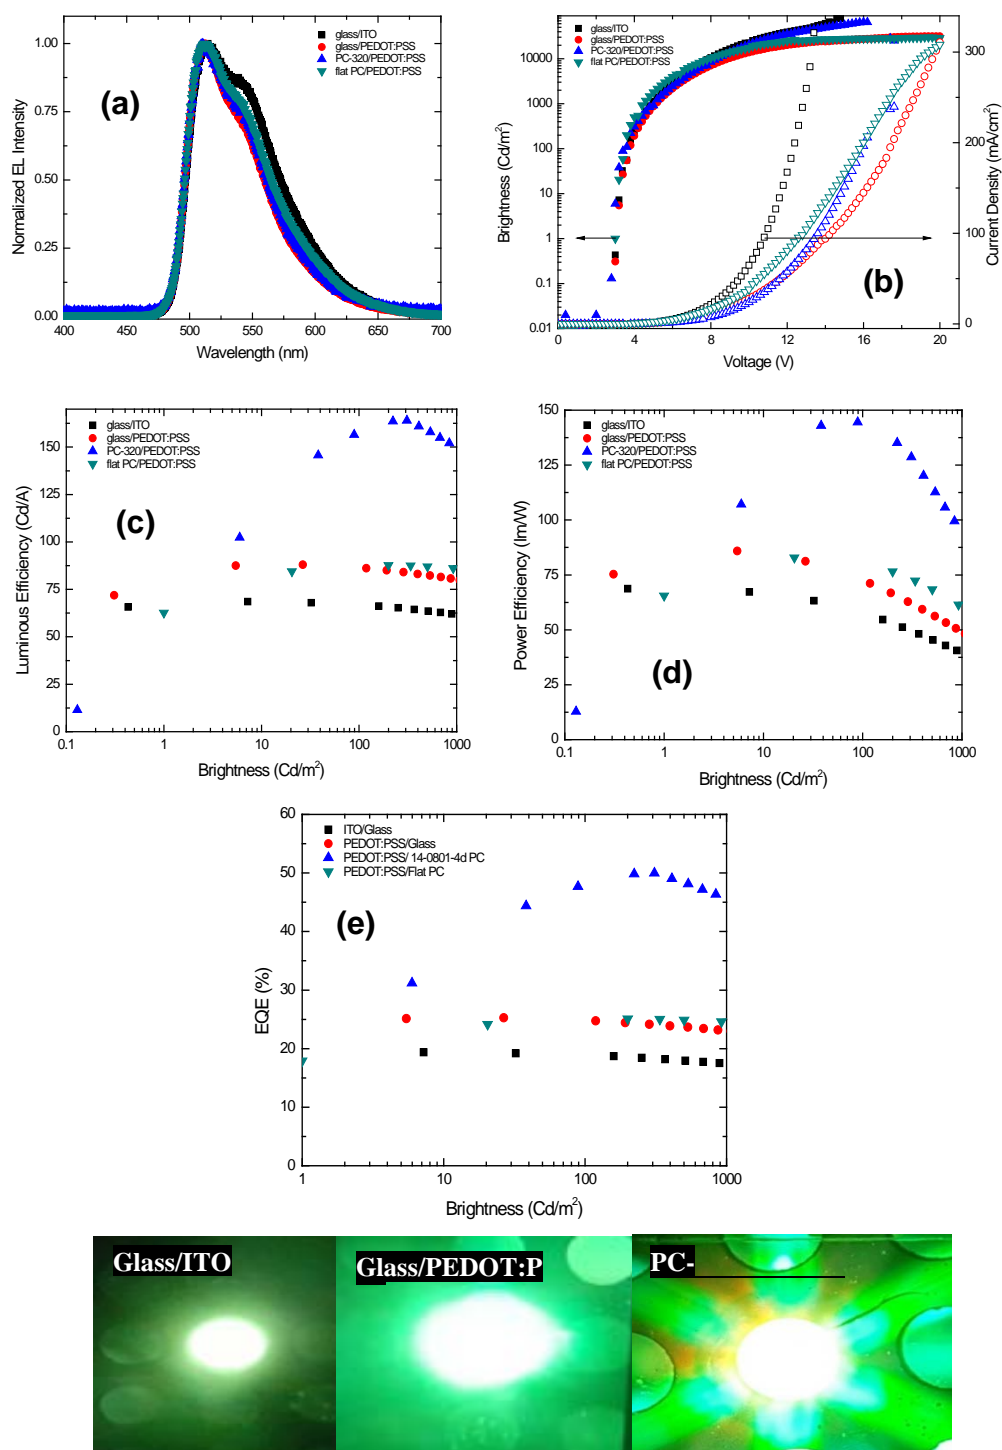 glass/ITO
glass/PEDOT:PSS
PC-320/PEDOT:PSS
flat PC/PEDOT:PSS
(a)
Normalized EL Intensity
1.00
0.75
0.50
0.25
0.00
400 450 500 550 600 650 700
Wavelength (nm)
glass/ITO
glass/PEDOT:PSS
PC-320/PEDOT:PSS
flat PC/PEDOT:PSS
(b)
Brightness (Cd/m²)
10000
1000
100
10
1
0.1
0.01
Current Density (mA/cm²)
300
200
100
0
0 4 8 12 16 20
Voltage (V)
glass/ITO
glass/PEDOT:PSS
PC-320/PEDOT:PSS
flat PC/PEDOT:PSS
(c)
Luminous Efficiency (Cd/A)
150
125
100
75
50
25
0
0.1 1 10 100 1000
Brightness (Cd/m²)
glass/ITO
glass/PEDOT:PSS
PC-320/PEDOT:PSS
flat PC/PEDOT:PSS
(d)
Power Efficiency (lm/W)
150
125
100
75
50
25
0
0.1 1 10 100 1000
Brightness (Cd/m²)
ITO/Glass
PEDOT:PSS/Glass
PEDOT:PSS/ 14-0801-4d PC
PEDOT:PSS/Flat PC
(e)
EQE (%)
60
50
40
30
20
10
0
1 10 100 1000
Brightness (Cd/m²)
Glass/ITO
Glass/PEDOT:P
PC-